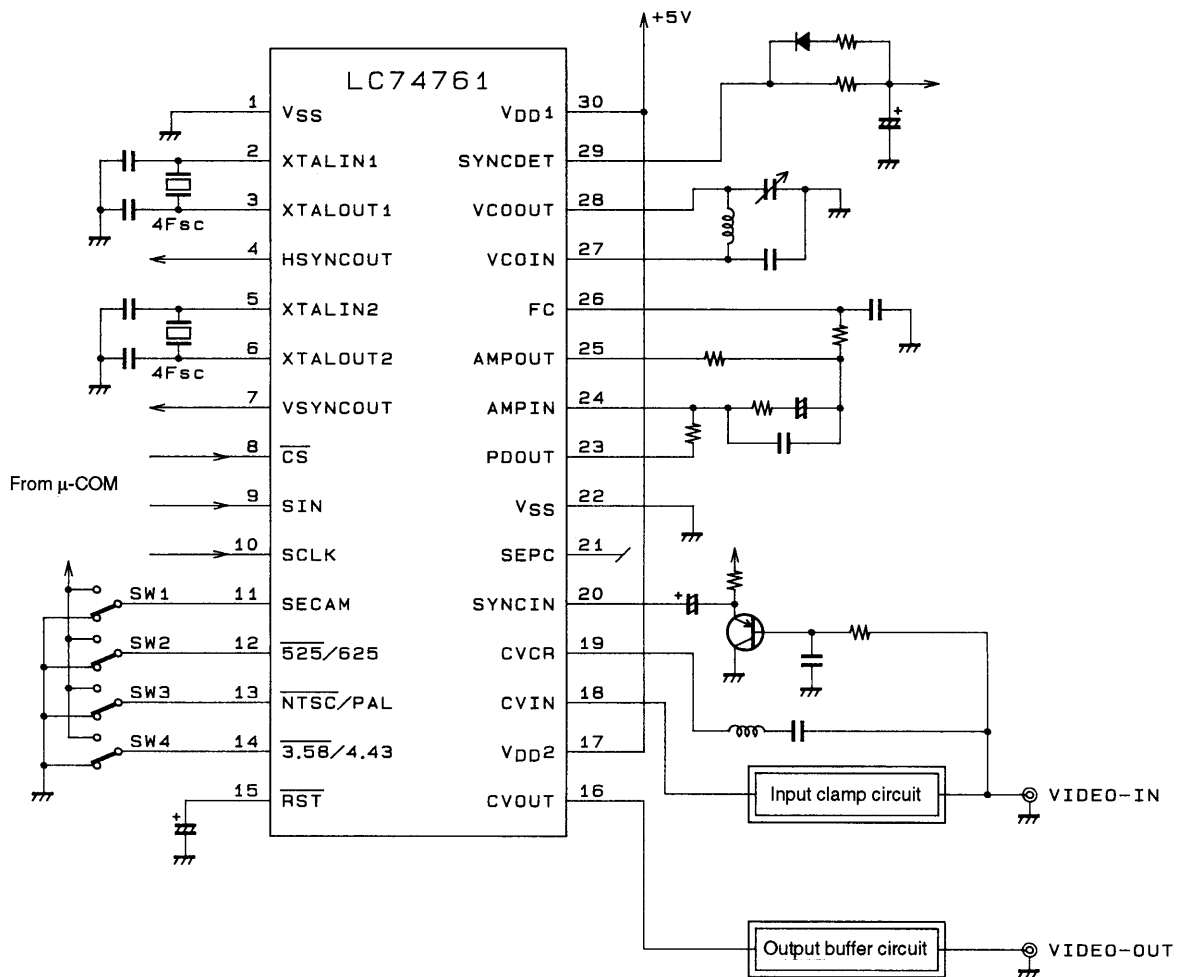 +5V
LC74761
1 VSS
VDD1 30
2 XTALIN1
SYNCDET 29
3 XTALOUT1
VCOOUT 28
4Fsc
4 HSYNCOUT
VCOIN 27
5 XTALIN2
FC 26
6 XTALOUT2
AMPOUT 25
4Fsc
7 VSYNCOUT
AMPIN 24
8 CS
PDOUT 23
From μ-COM
9 SIN
VSS 22
10 SCLK
SEPC 21
SW1 11 SECAM
SYNCIN 20
SW2 12 525/625
CVCR 19
SW3 13 NTSC/PAL
CVIN 18
SW4 14 3.58/4.43
VDD2 17
15 RST
CVOUT 16
+
+
+
Input clamp circuit
VIDEO-IN
Output buffer circuit
VIDEO-OUT